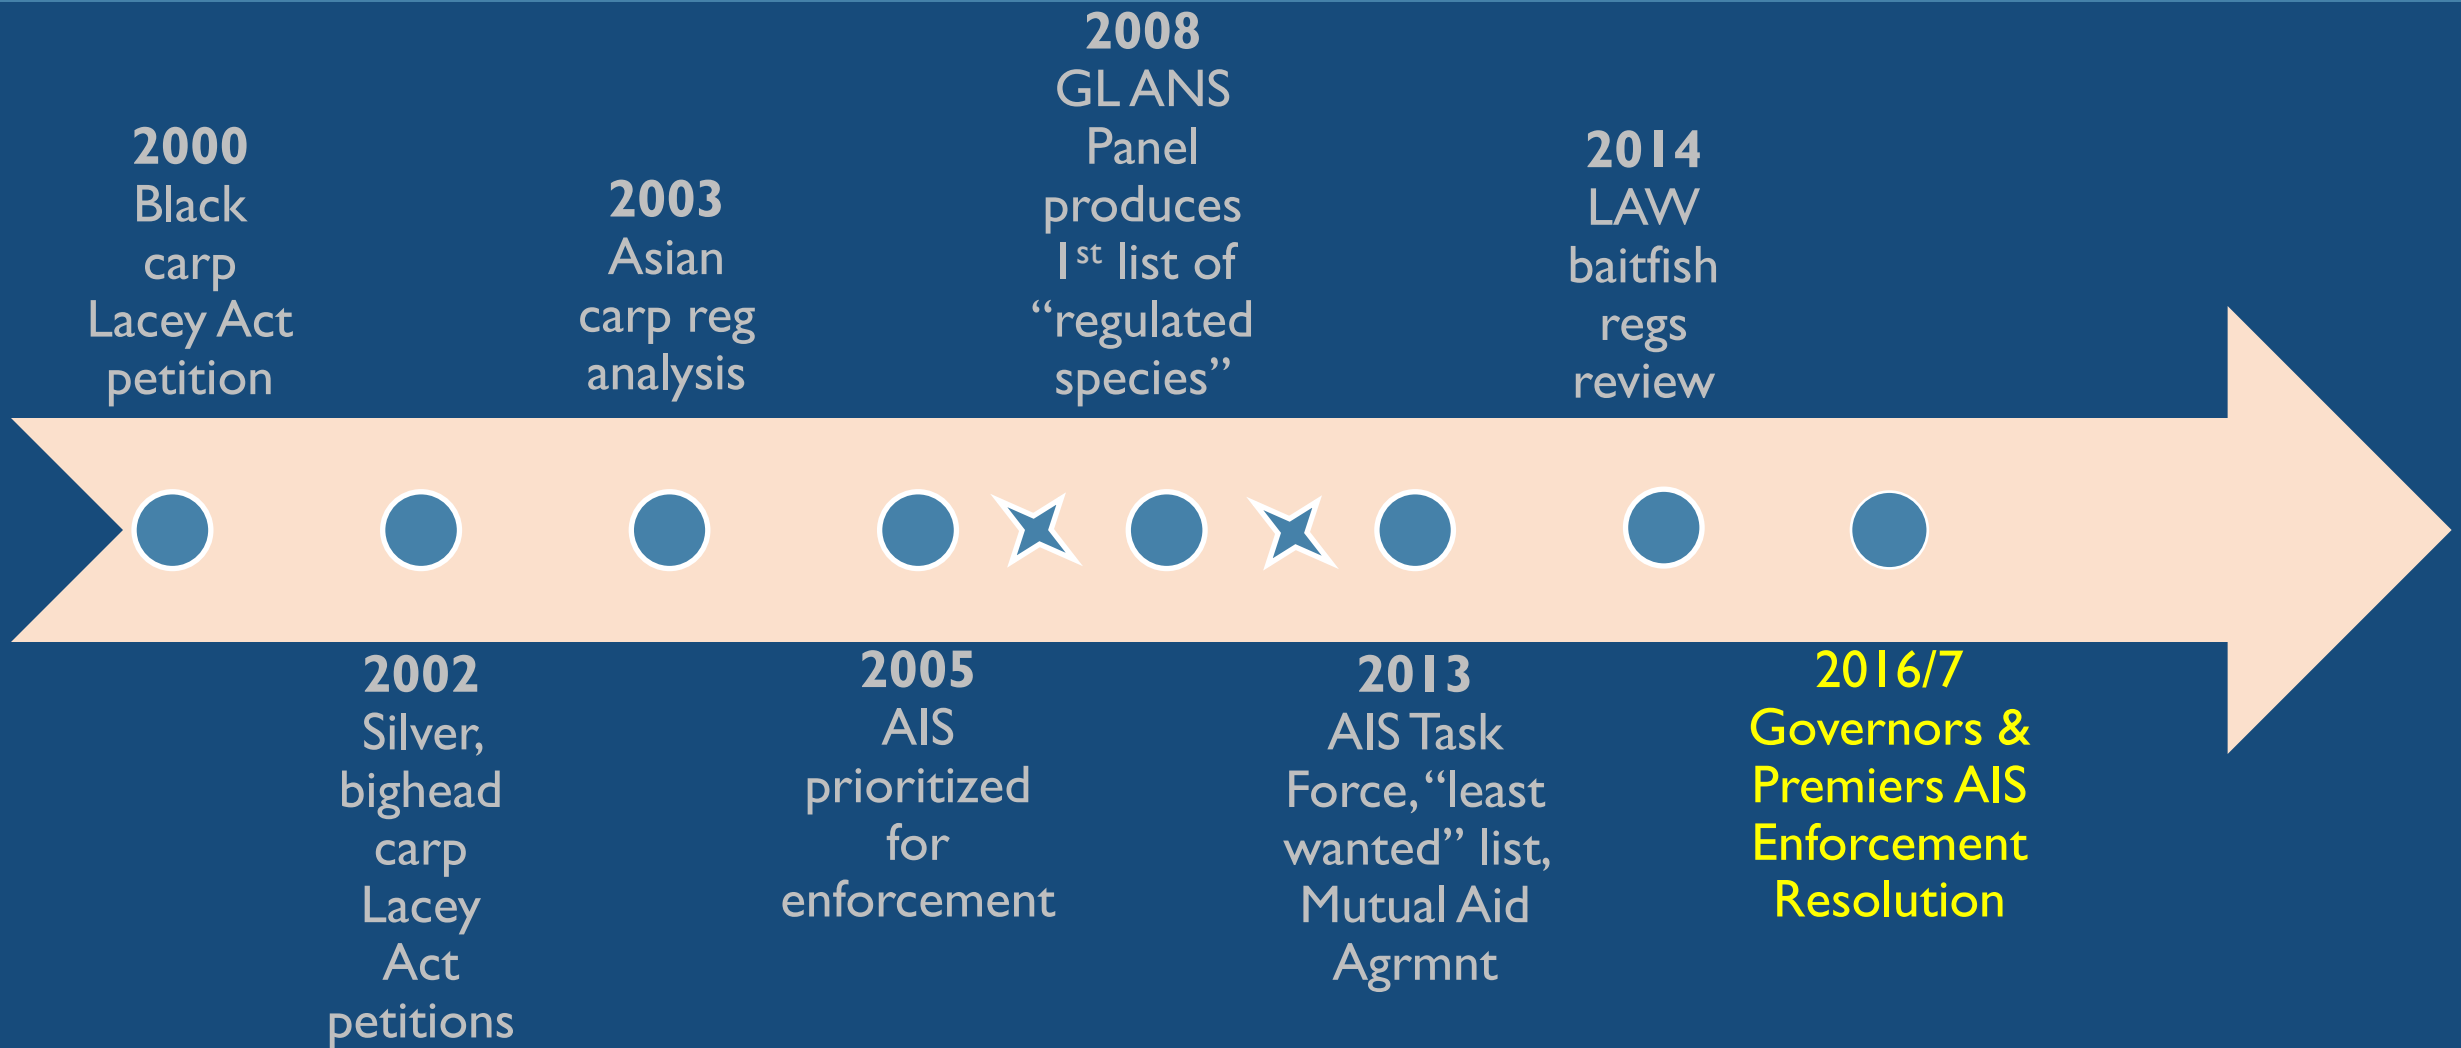 2000
Black
carp
Lacey Act
petition
2002
Silver,
bighead
carp
Lacey
Act
petitions
2003
Asian
carp reg
analysis
2005
AIS
prioritized
for
enforcement
2008
GL ANS
Panel
produces
1st list of
“regulated
species”
2013
AIS Task
Force, “least
wanted” list,
Mutual Aid
Agrmnt
2014
LAW
baitfish
regs
review
2016/7
Governors &
Premiers AIS
Enforcement
Resolution